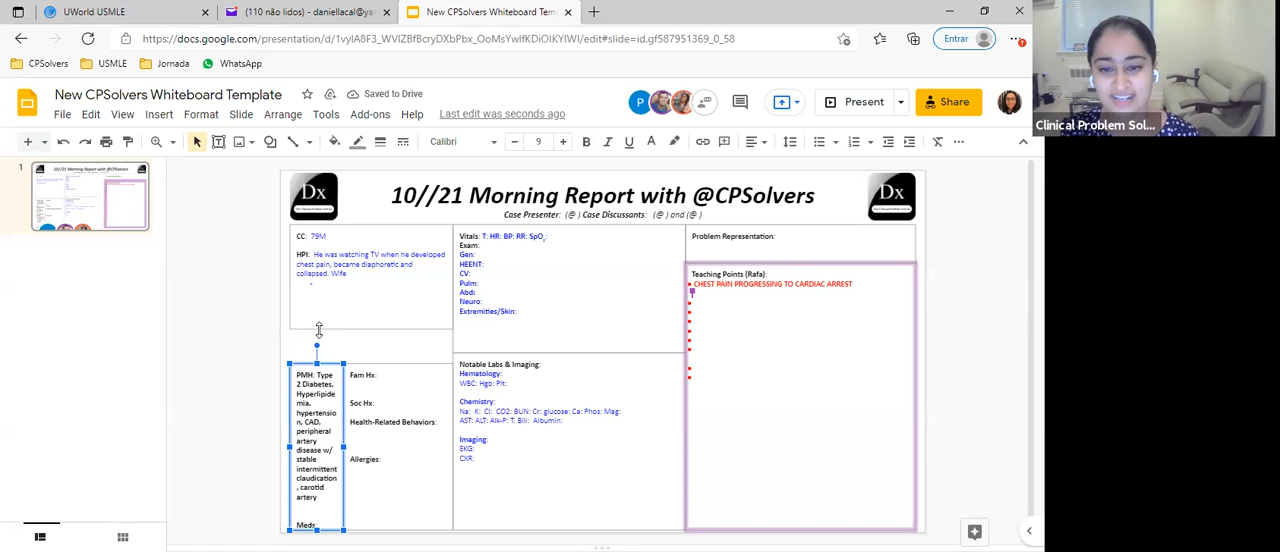 UWorld USMLE
(110 não lidos) - daniellacal@ya
New CPSolvers Whiteboard Temp
https://docs.google.com/presentation/d/1vylA8F3_WVlZBfBcryDXbPbx_OoMsYwlfKDiOlKYlWI/edit#slide=id.gf587951369_0_58
Entrar
CPSolvers
USMLE
Jornada
WhatsApp
New CPSolvers Whiteboard Template
Saved to Drive
File Edit View Insert Format Slide Arrange Tools Add-ons Help
Last edit was seconds ago
P
Present
Share
Clinical Problem Sol...
Calibri
9
1
Dx
10//21 Morning Report with @CPSolvers
Case Presenter: (@ ) Case Discussants: (@ ) and (@ )
Dx
CC: 79M
HPI: He was watching TV when he developed
chest pain, became diaphoretic and
collapsed. Wife
-
PMH: Type
2 Diabetes,
Hyperlipide
mia,
hypertensio
n, CAD,
peripheral
artery
disease w/
stable
intermittent
claudication
, carotid
artery
Meds:
Fam Hx:
Soc Hx:
Health-Related Behaviors:
Allergies:
Vitals: T: HR: BP: RR: SpO2:
Exam:
Gen:
HEENT:
CV:
Pulm:
Abd:
Neuro:
Extremities/Skin:
Notable Labs & Imaging:
Hematology:
WBC: Hgb: Plt:
Chemistry:
Na: K: Cl: CO2: BUN: Cr: glucose: Ca: Phos: Mag:
AST: ALT: Alk-P: T. Bili: Albumin:
Imaging:
EKG:
CXR:
Problem Representation:
Teaching Points (Rafa):
CHEST PAIN PROGRESSING TO CARDIAC ARREST